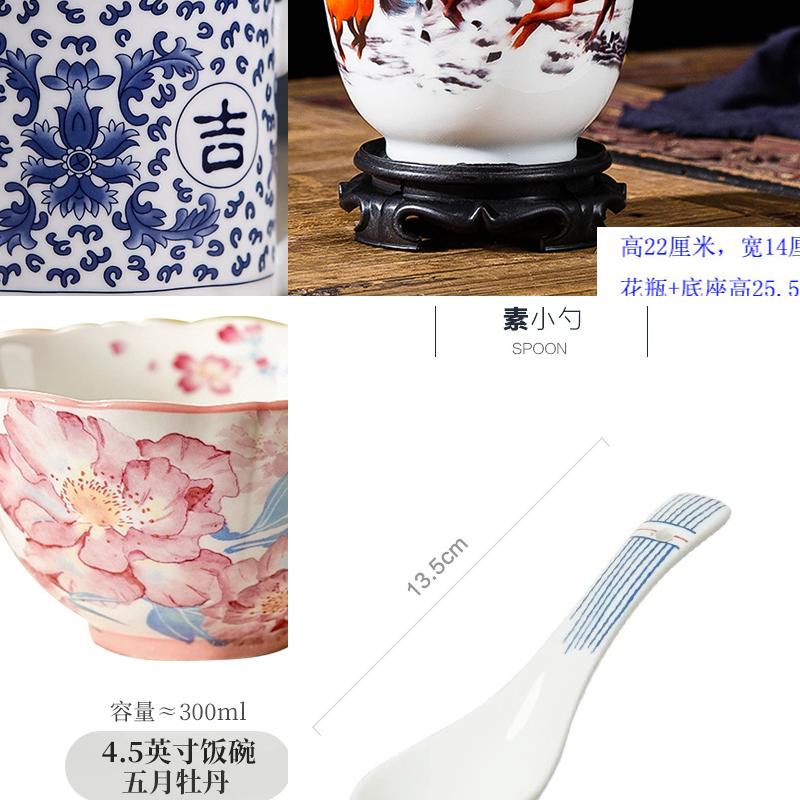 吉
高22厘米，宽14厘
花瓶+底座高25.5
素小勺
SPOON
13.5cm
容量≈300ml
4.5英寸饭碗
五月牡丹